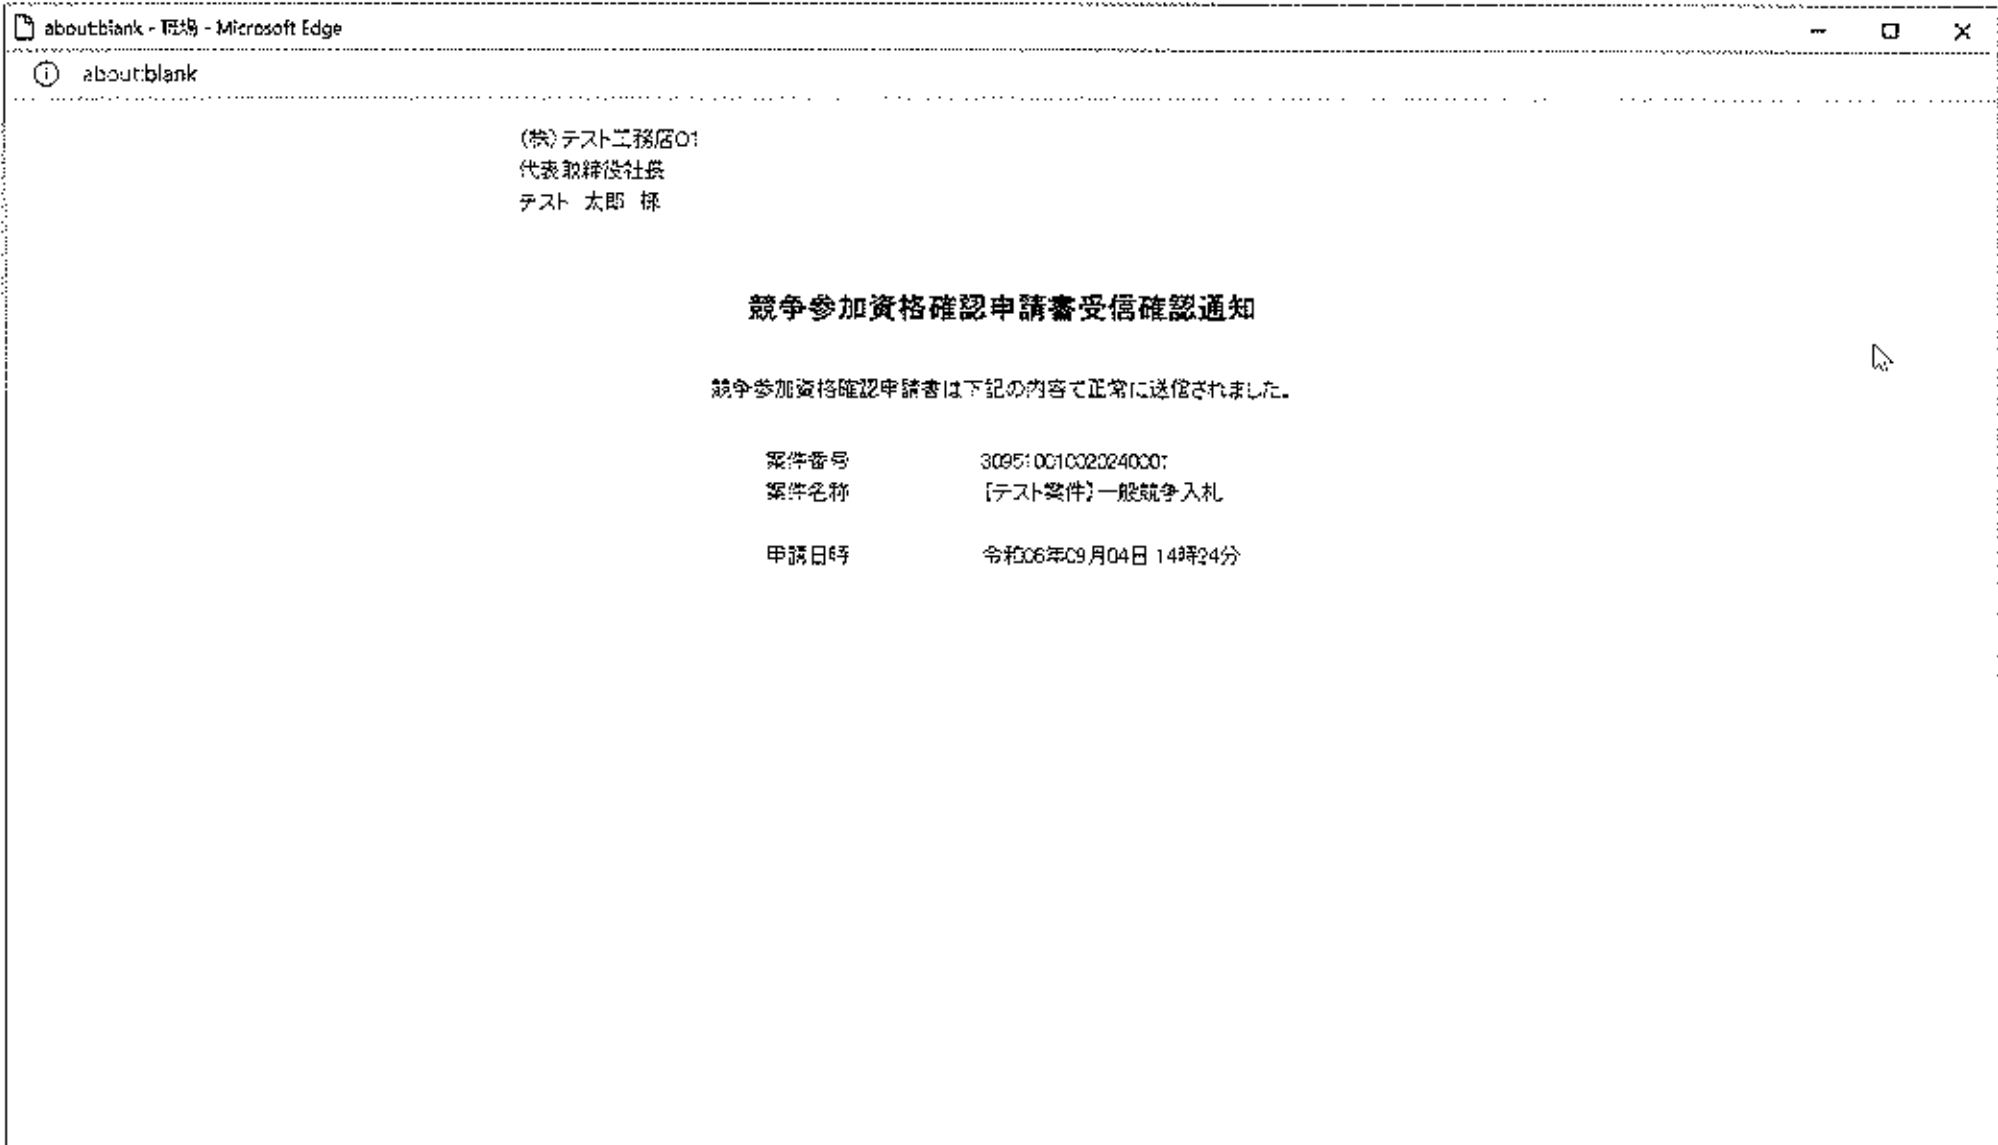 about:blank - 職場 - Microsoft Edge
about:blank
(株)テスト工務店01
代表取締役社長
テスト 太郎 様
競争参加資格確認申請書受信確認通知
競争参加資格確認申請書は下記の内容で正常に送信されました。
案件番号 309510010020240001
案件名称 【テスト案件】一般競争入札
申請日時 令和06年09月04日 14時24分